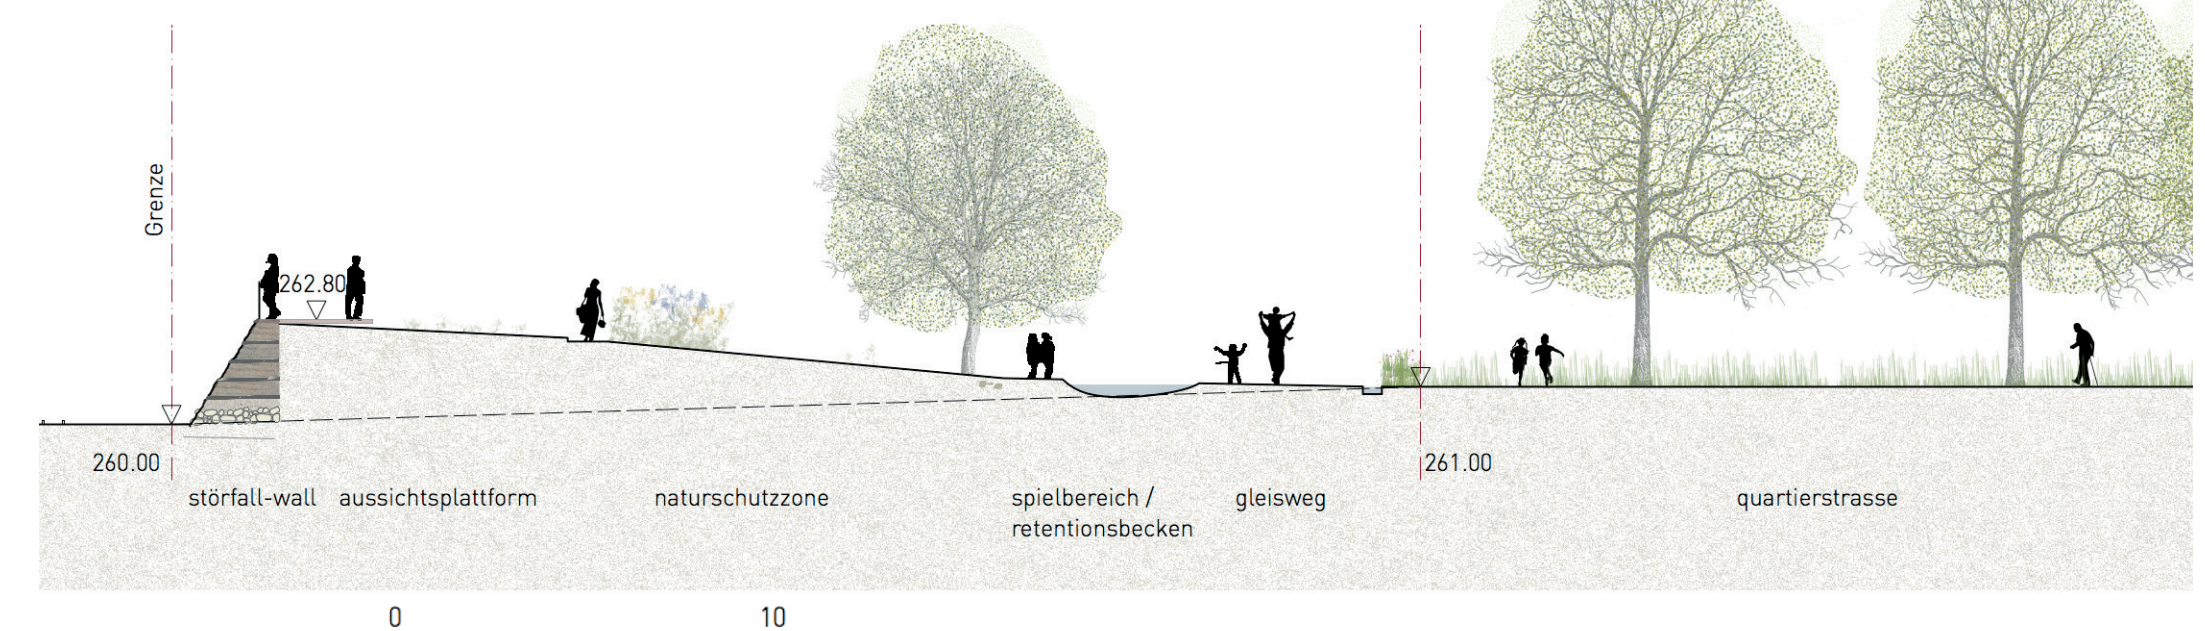 Grenze
262.80
260.00
261.00
störfall-wall aussichtsplattform naturschutzzone spielbereich / gleisweg quartierstrasse
retentionsbecken
0 10